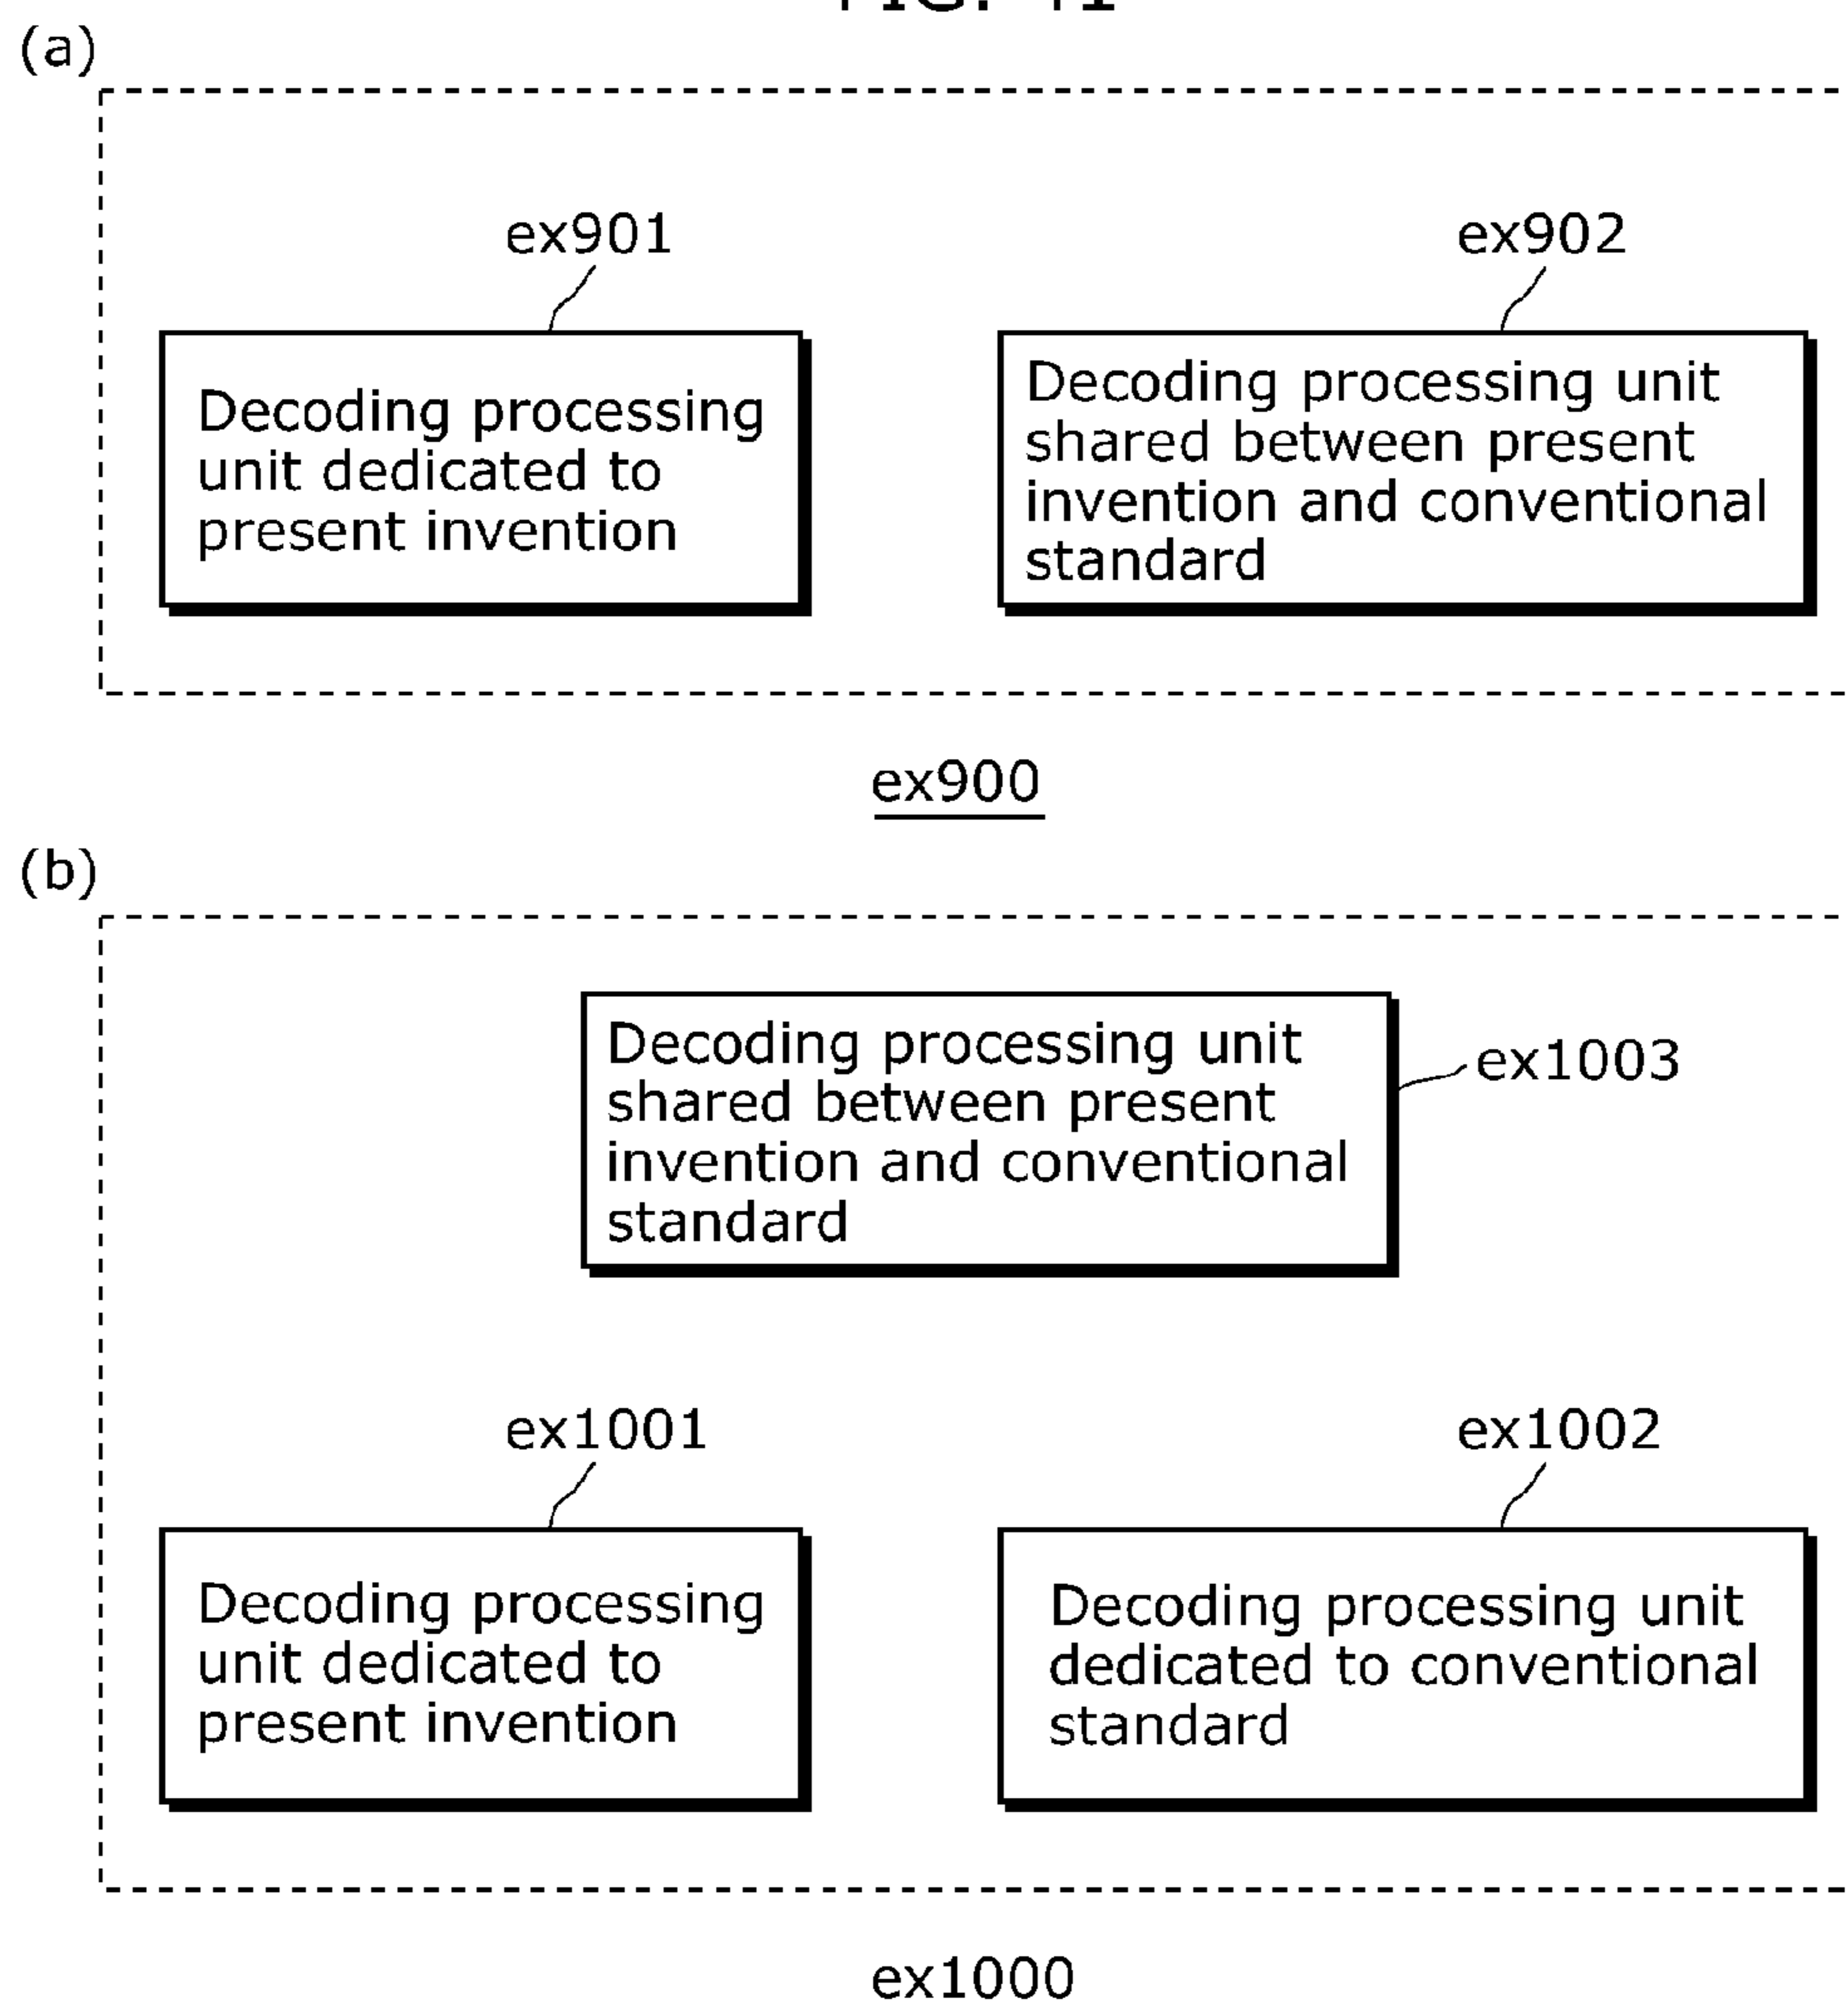 (a)
ex901
ex902
Decoding processing
unit dedicated to
present invention
Decoding processing unit
shared between present
invention and conventional
standard
ex900
(b)
Decoding processing unit
shared between present
invention and conventional
standard
ex1003
ex1001
ex1002
Decoding processing
unit dedicated to
present invention
Decoding processing unit
dedicated to conventional
standard
ex1000